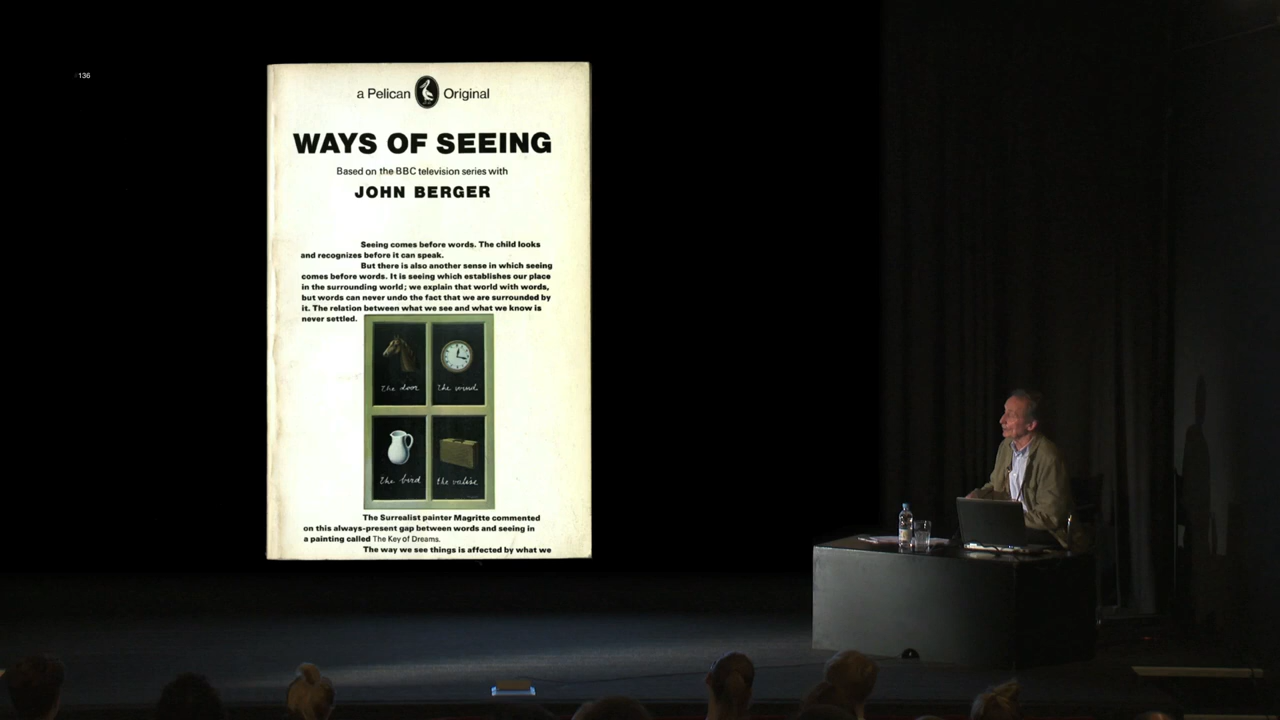 136
a Pelican Original
WAYS OF SEEING
Based on the BBC television series with
JOHN BERGER
Seeing comes before words. The child looks
and recognizes before it can speak.
But there is also another sense in which seeing
comes before words. It is seeing which establishes our place
in the surrounding world; we explain that world with words,
but words can never undo the fact that we are surrounded by
it. The relation between what we see and what we know is
never settled.
the door
the wind
the bird
the valise
The Surrealist painter Magritte commented
on this always-present gap between words and seeing in
a painting called The Key of Dreams.
The way we see things is affected by what we